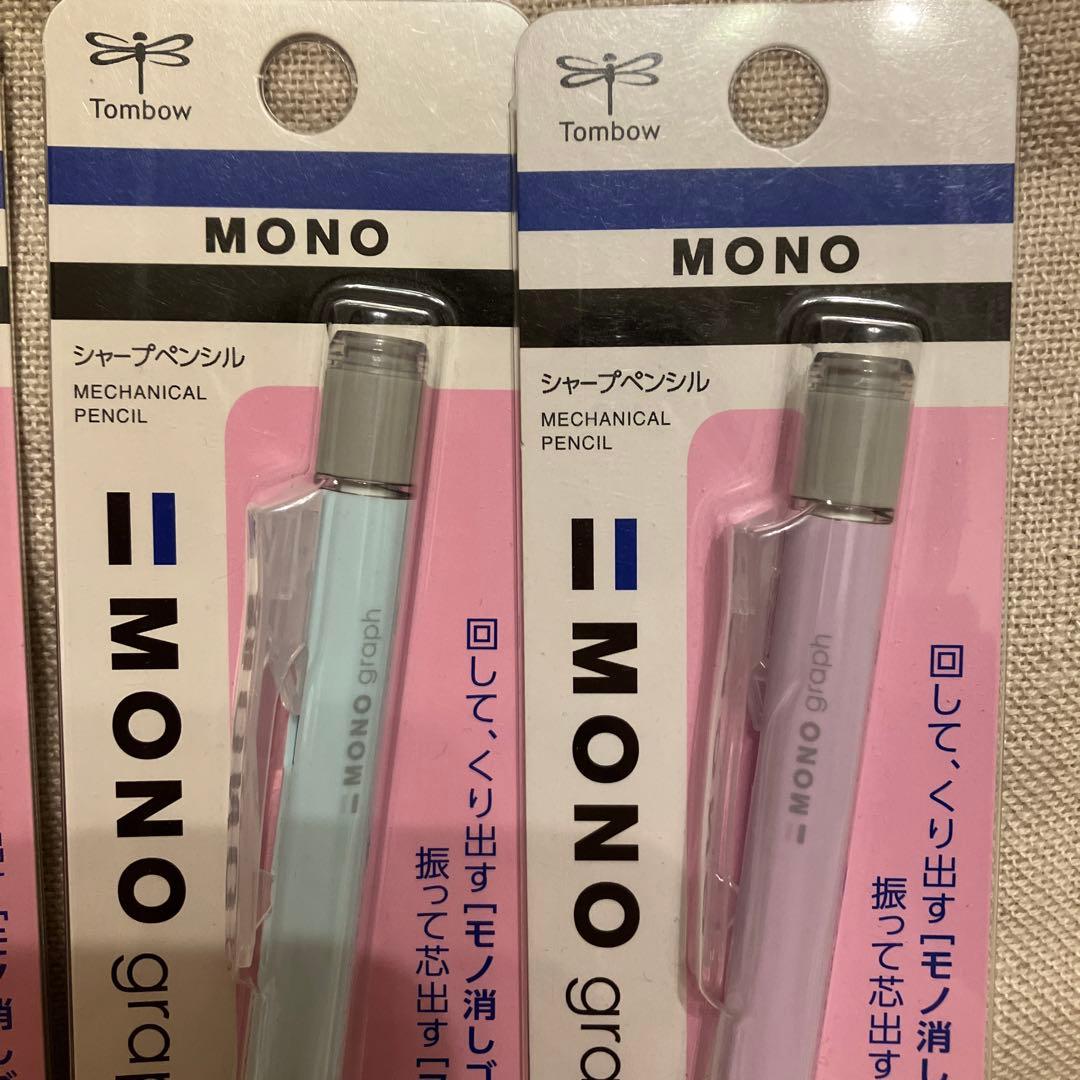 Tombow
MONO
シャープペンシル
MECHANICAL
PENCIL
MONO gra
MONO graph
回して、くり出す[モノ消しゴ
振って芯出す
Tombow
MONO
シャープペンシル
MECHANICAL
PENCIL
MONO gra
MONO graph
回して、くり出す[モノ消し
振って芯出す